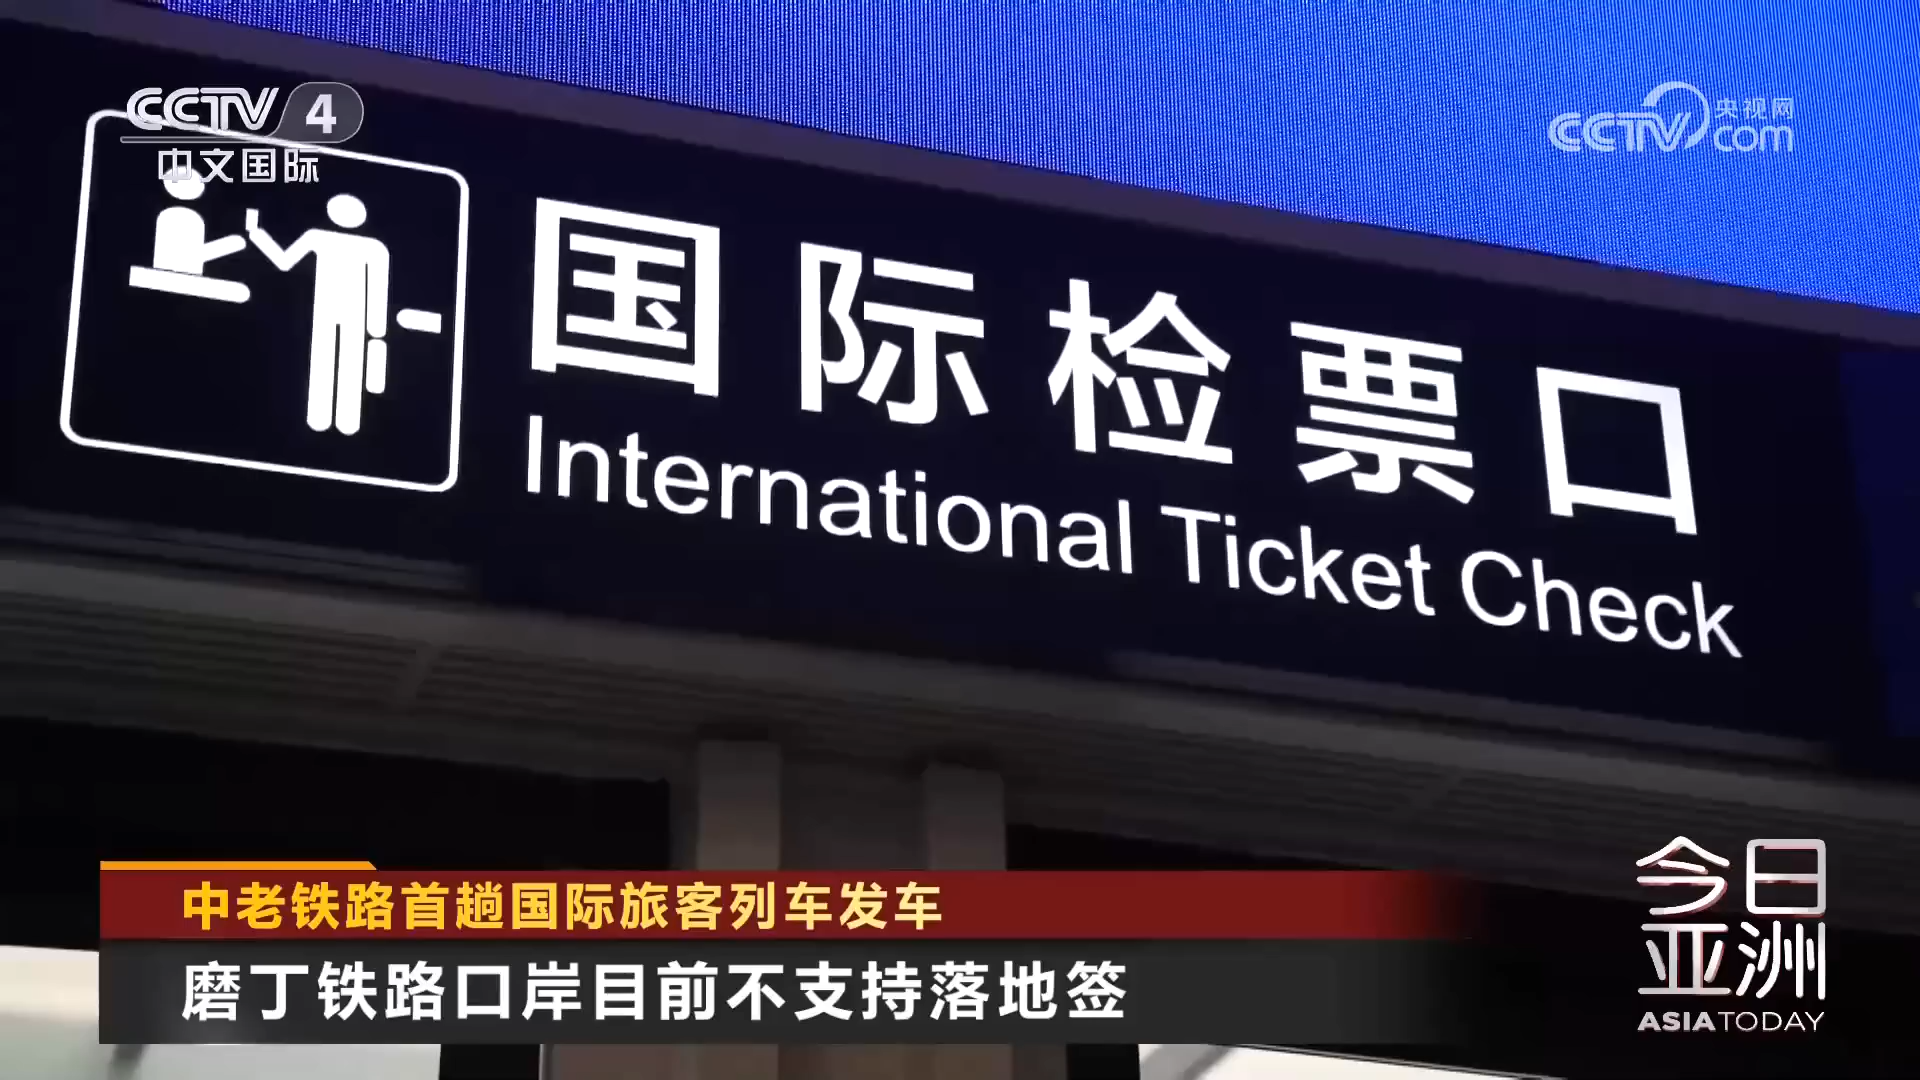 CCTV 4
中文国际
央视网
CCTV com
国际检票口
International Ticket Check
中老铁路首趟国际旅客列车发车
磨丁铁路口岸目前不支持落地签
今日
亚洲
ASIA TODAY